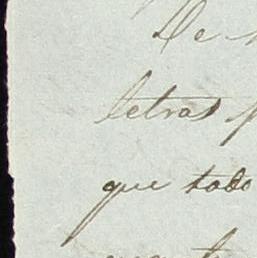 De
letras p
que todo